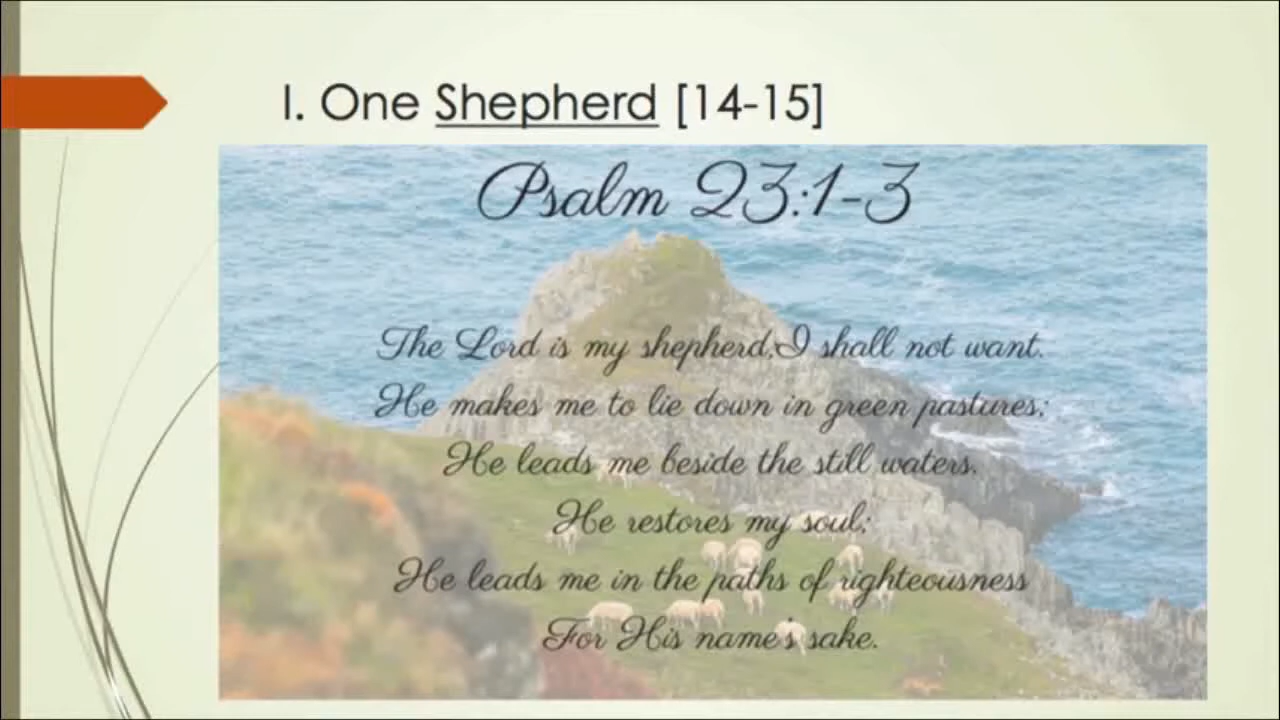 I. One Shepherd [14-15]
Psalm 23:1-3
The Lord is my shepherd,I shall not want.
He makes me to lie down in green pastures;
He leads me beside the still waters.
He restores my soul;
He leads me in the paths of righteousness
For His name's sake.